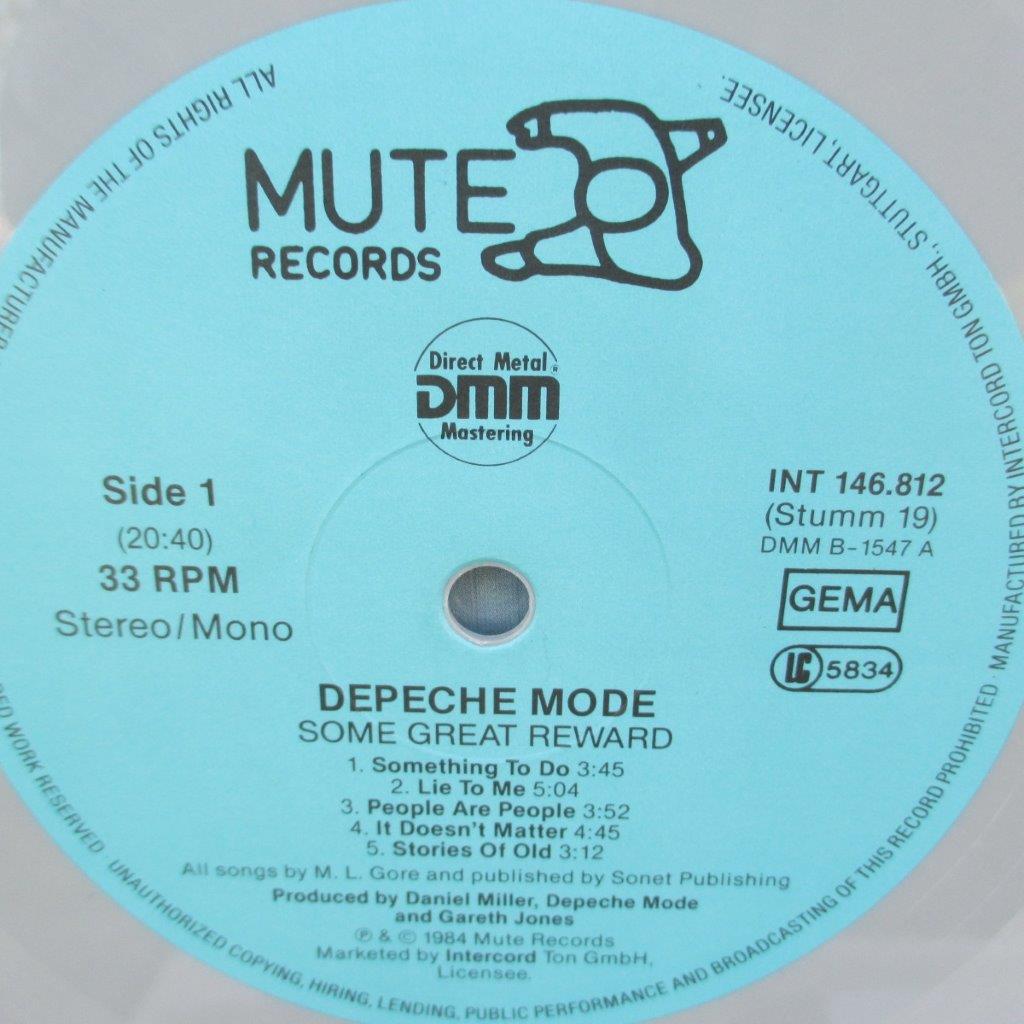 MUTE
RECORDS
Direct Metal ®
DMM
Mastering
Side 1
(20:40)
33 RPM
Stereo/Mono
INT 146.812
(Stumm 19)
DMM B-1547 A
GEMA
LC 5834
DEPECHE MODE
SOME GREAT REWARD
1. Something To Do 3:45
2. Lie To Me 5:04
3. People Are People 3:52
4. It Doesn't Matter 4:45
5. Stories Of Old 3:12
All songs by M. L. Gore and published by Sonet Publishing
Produced by Daniel Miller, Depeche Mode
and Gareth Jones
℗ & © 1984 Mute Records
Marketed by Intercord Ton GmbH,
Licensee.
ALL RIGHTS OF THE MANUFACTURER
WORK RESERVED · UNAUTHORIZED COPYING, HIRING, LENDING, PUBLIC PERFORMANCE AND BROADCASTING OF THIS RECORD PROHIBITED · MANUFACTURED BY INTERCORD TON GMBH., STUTTGART, LICENSEE.